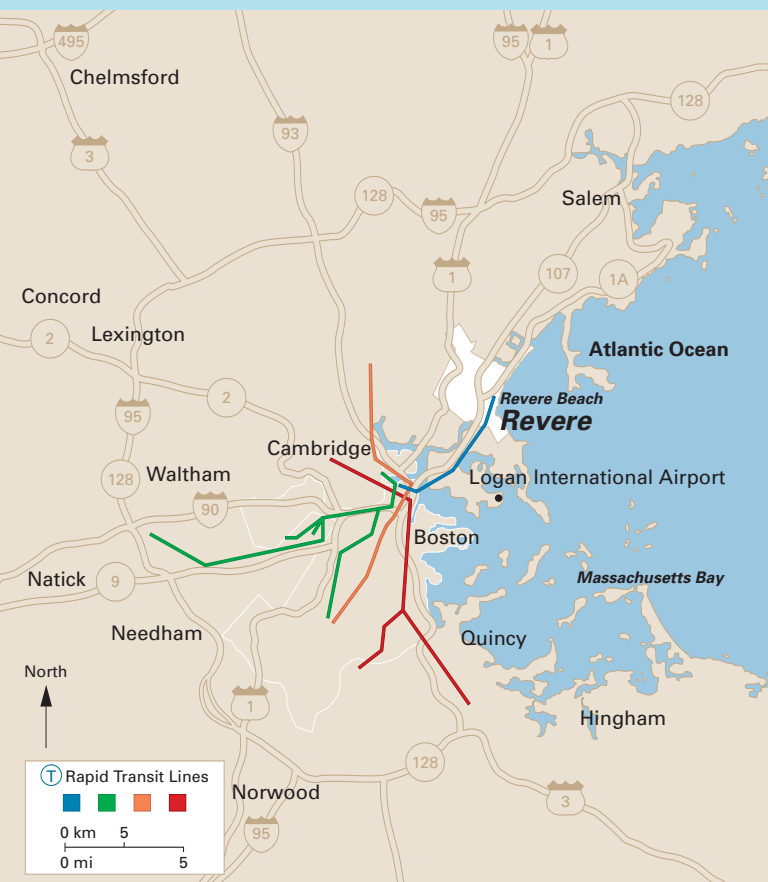 495
95
1
Chelmsford
128
93
3
128
Salem
95
107
1A
1
Concord
2
Lexington
Atlantic Ocean
2
Revere Beach
95
Revere
Cambridge
128
Waltham
Logan International Airport
90
Boston
Natick
9
Massachusetts Bay
Needham
Quincy
North
1
Hingham
128
T Rapid Transit Lines
Norwood
3
0 km 5
95
0 mi 5